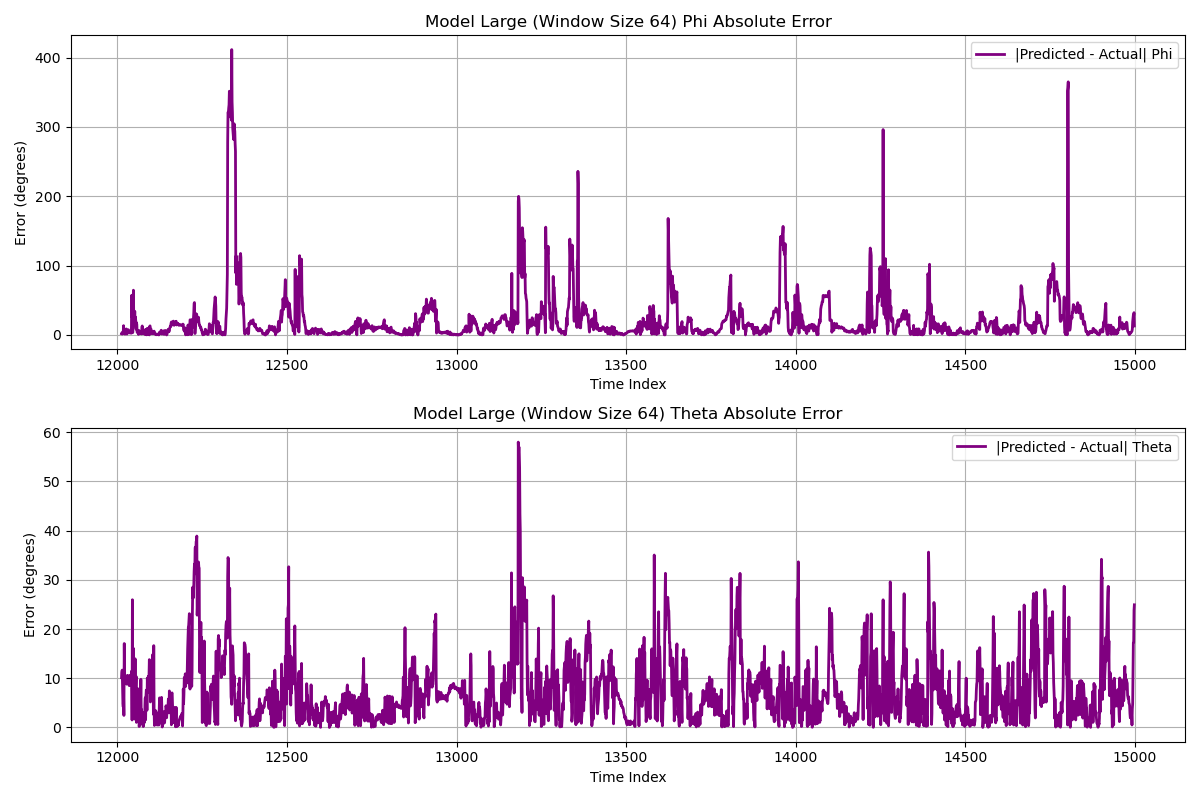 Model Large (Window Size 64) Phi Absolute Error
|Predicted - Actual| Phi
Error (degrees)
400
300
200
100
0
12000 12500 13000 13500 14000 14500 15000
Time Index
Model Large (Window Size 64) Theta Absolute Error
|Predicted - Actual| Theta
Error (degrees)
60
50
40
30
20
10
0
12000 12500 13000 13500 14000 14500 15000
Time Index